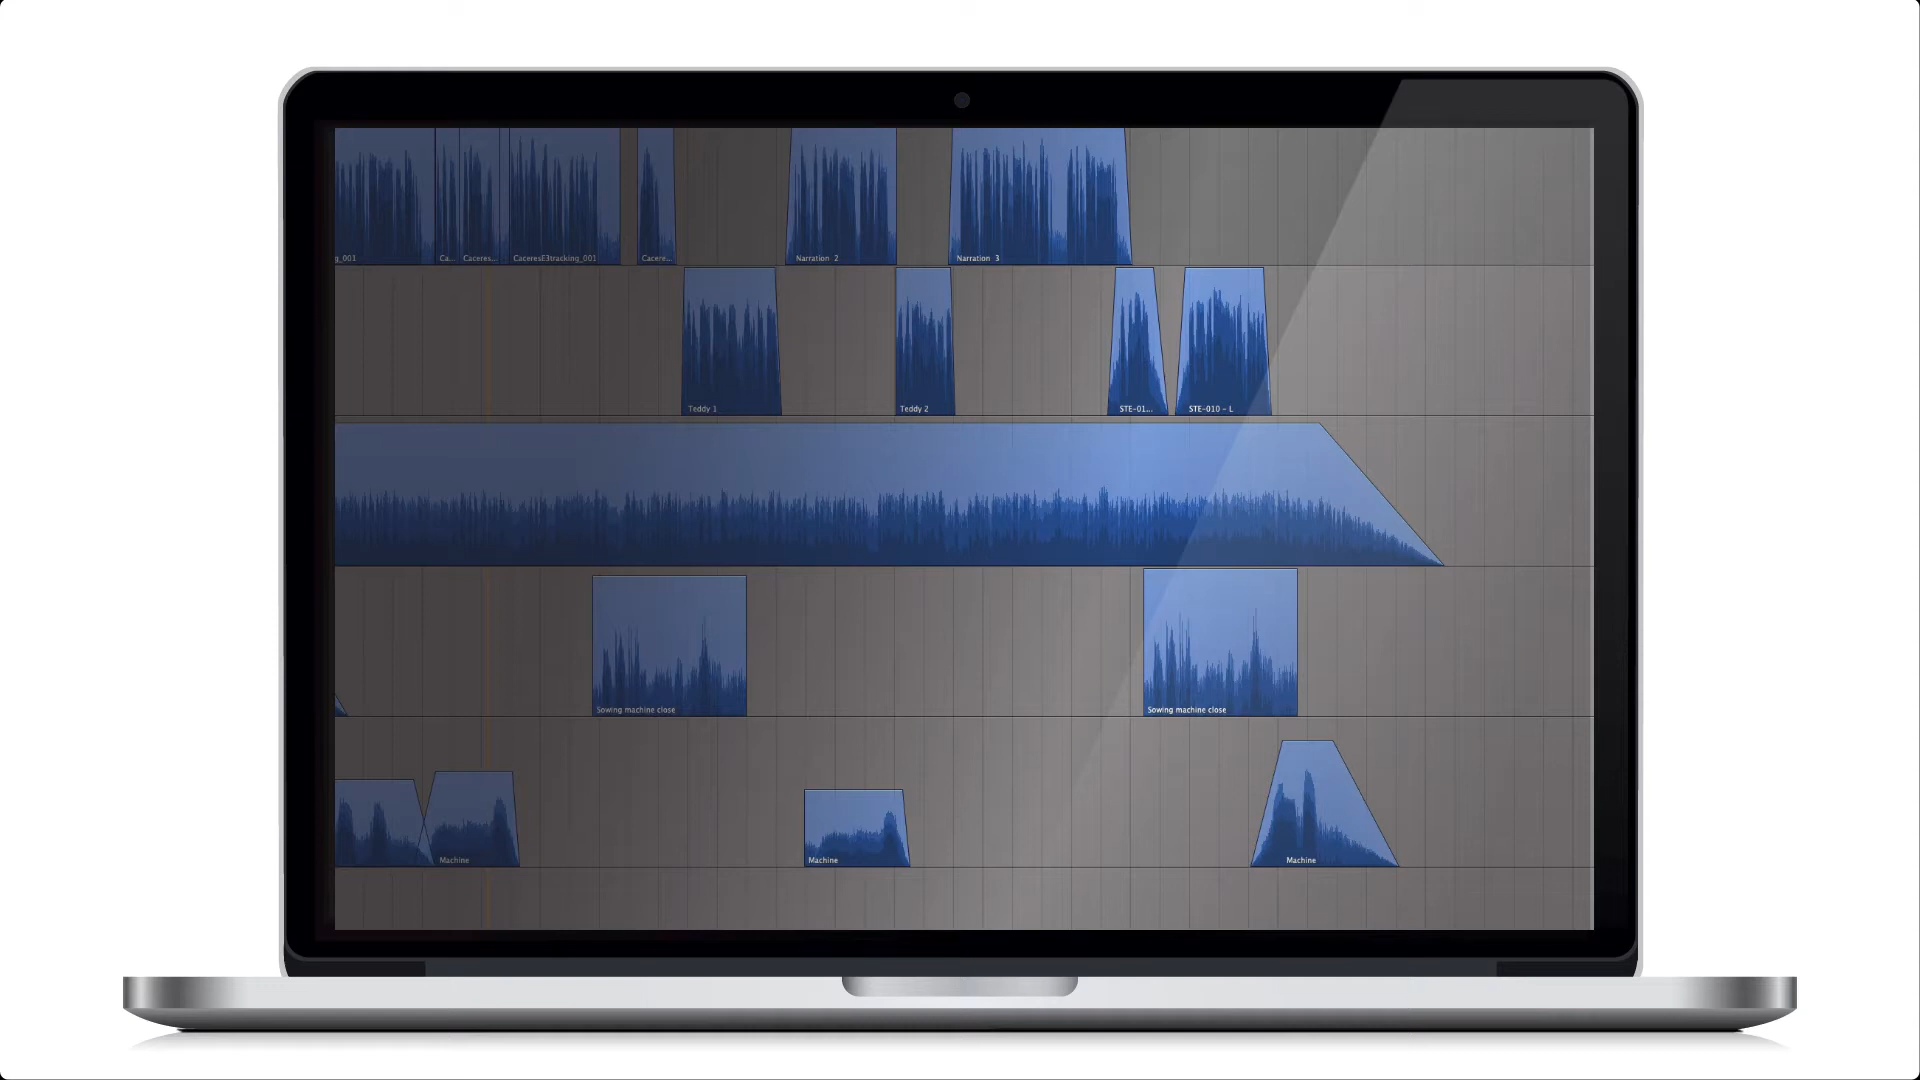 g_001
Ca...
Caceres...
CaceresE3tracking_001
Cacere...
Narration 2
Narration 3
Teddy 1
Teddy 2
STE-01...
STE-010 - L
Sowing machine close
Sowing machine close
Machine
Machine
Machine